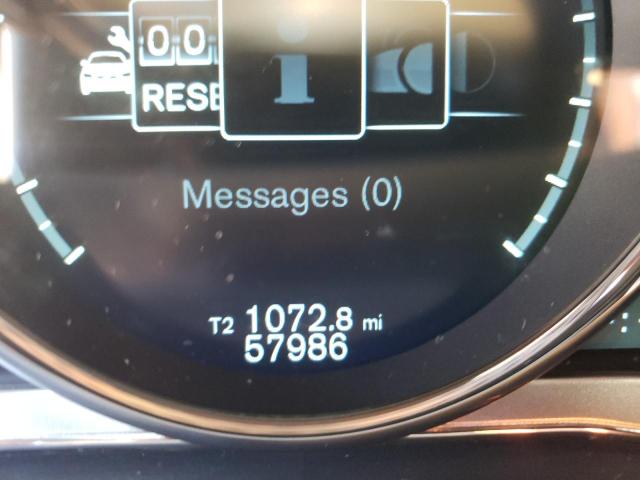 00
RESE
i
Messages (0)
T2 1072.8 mi
57986